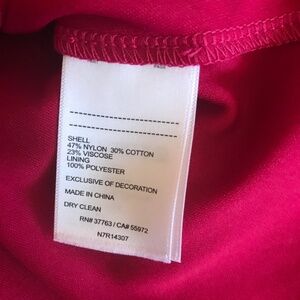 SHELL
47% NYLON 30% COTTON
23% VISCOSE
LINING
100% POLYESTER
EXCLUSIVE OF DECORATION
MADE IN CHINA
DRY CLEAN
RN# 37763 / CA# 55972
N7R14307